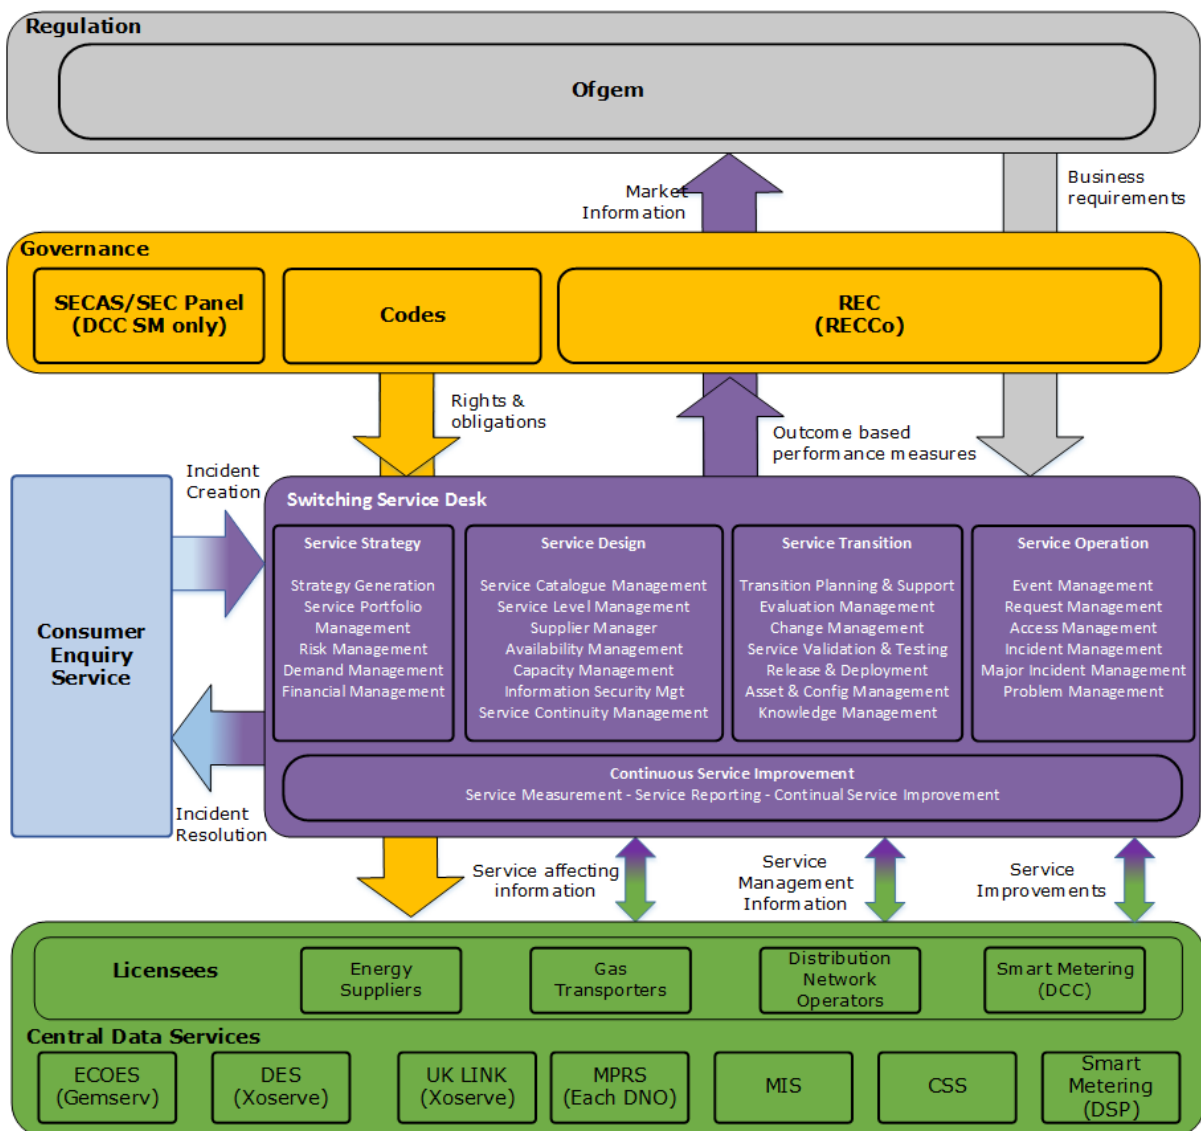 Regulation
Ofgem
Market
Information
Business
requirements
Governance
SECAS/SEC Panel
(DCC SM only)
Codes
REC
(RECCo)
Rights &
obligations
Outcome based
performance measures
Incident
Creation
Consumer
Enquiry
Service
Incident
Resolution
Switching Service Desk
Service Strategy
Strategy Generation
Service Portfolio
Management
Risk Management
Demand Management
Financial Management
Service Design
Service Catalogue Management
Service Level Management
Supplier Manager
Availability Management
Capacity Management
Information Security Mgt
Service Continuity Management
Service Transition
Transition Planning & Support
Evaluation Management
Change Management
Service Validation & Testing
Release & Deployment
Asset & Config Management
Knowledge Management
Service Operation
Event Management
Request Management
Access Management
Incident Management
Major Incident Management
Problem Management
Continuous Service Improvement
Service Measurement - Service Reporting - Continual Service Improvement
Service affecting
information
Service
Management
Information
Service
Improvements
Licensees
Energy
Suppliers
Gas
Transporters
Distribution
Network
Operators
Smart Metering
(DCC)
Central Data Services
ECOES
(Gemserv)
DES
(Xoserve)
UK LINK
(Xoserve)
MPRS
(Each DNO)
MIS
CSS
Smart
Metering
(DSP)